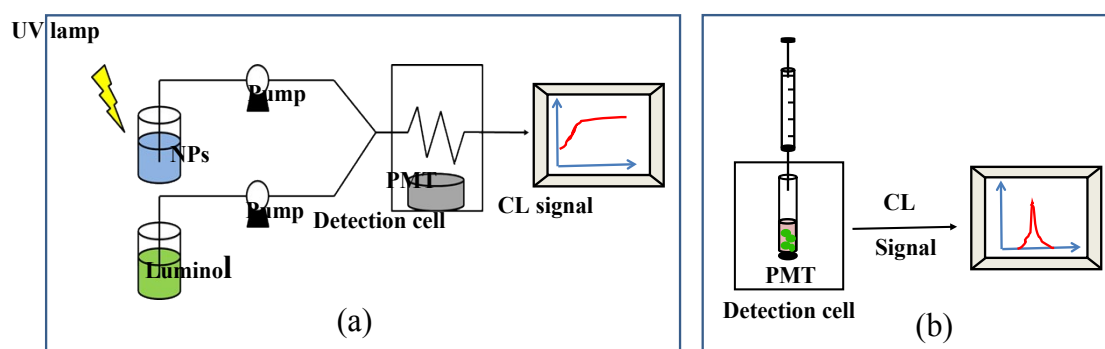 UV lamp
Pump
NPs
Pump
Luminol
PMT
Detection cell
CL signal
(a)
CL
Signal
PMT
Detection cell
(b)